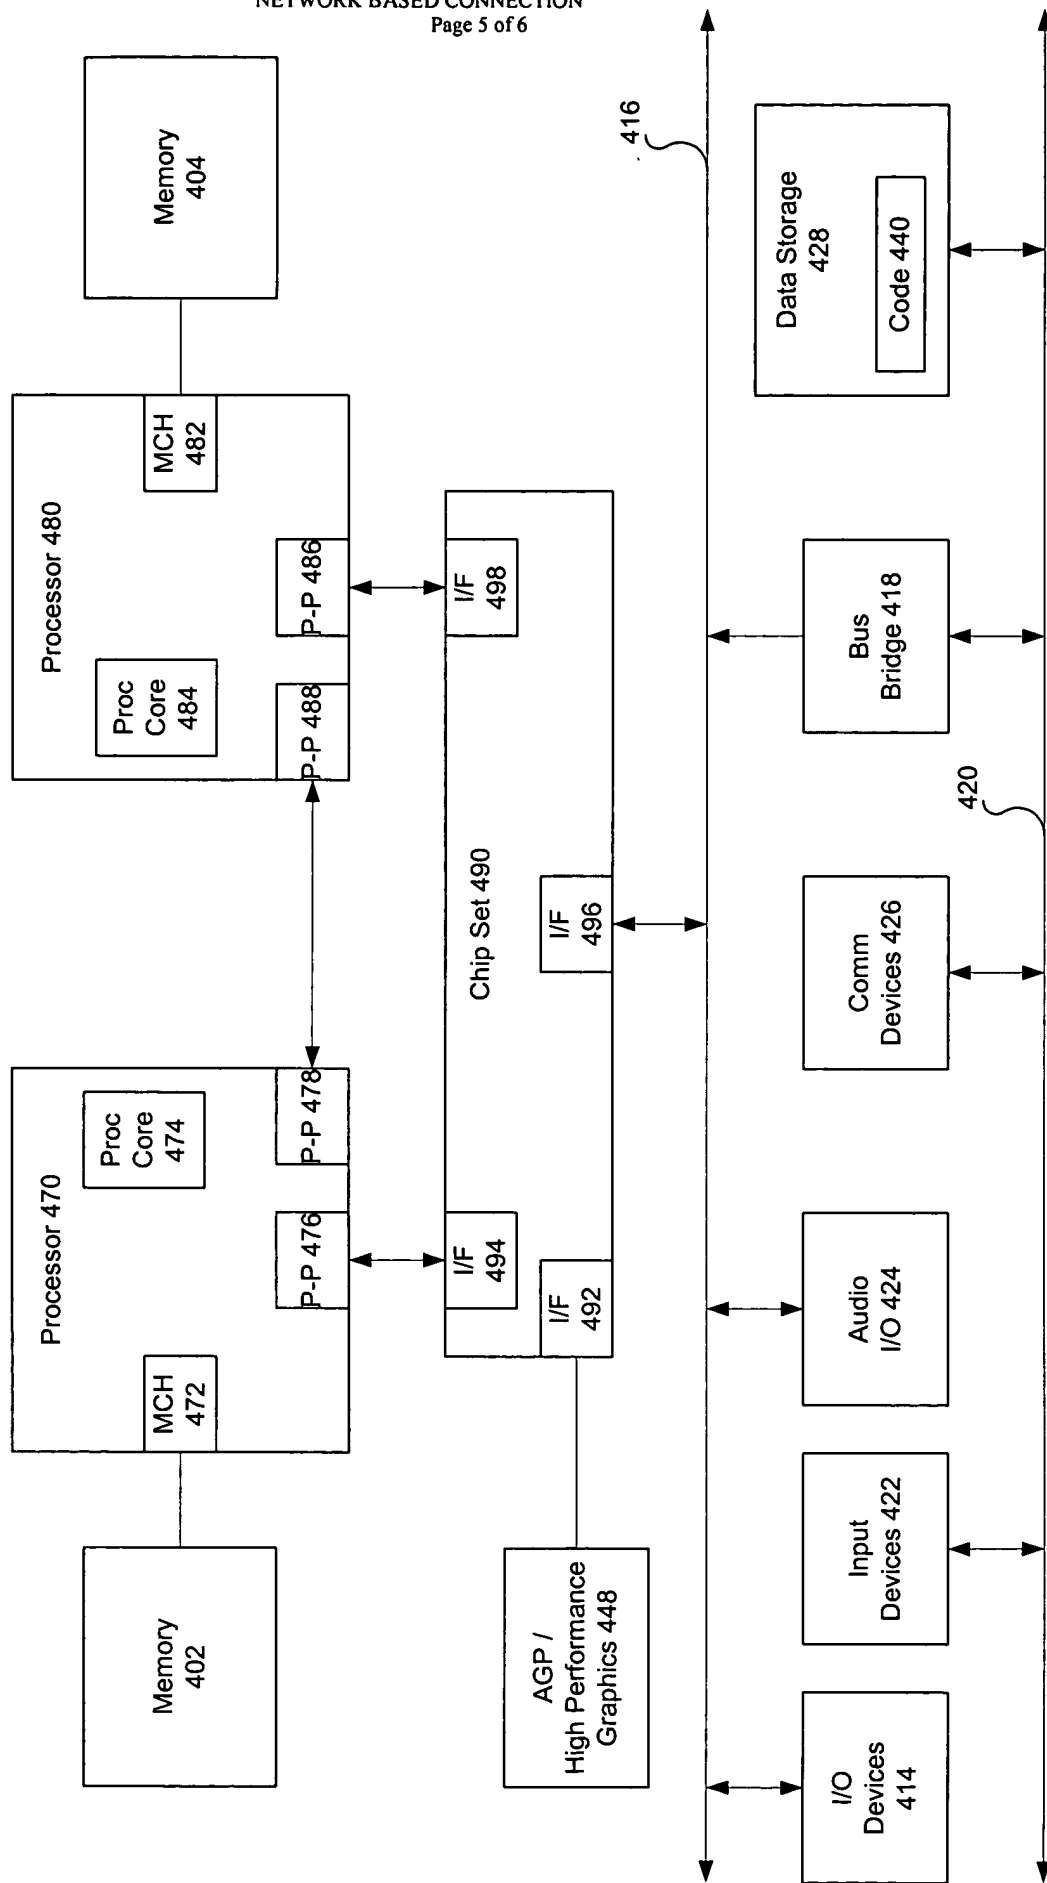 NETWORK BASED CONNECTION
Page 5 of 6
Memory
402
Processor 470
MCH
472
Proc
Core
474
P-P 476
P-P 478
Processor 480
Proc
Core
484
MCH
482
P-P 488
P-P 486
Memory
404
AGP /
High Performance
Graphics 448
Chip Set 490
I/F
494
I/F
492
I/F
496
I/F
498
416
I/O
Devices
414
Input
Devices 422
Audio
I/O 424
Comm
Devices 426
420
Bus
Bridge 418
Data Storage
428
Code 440